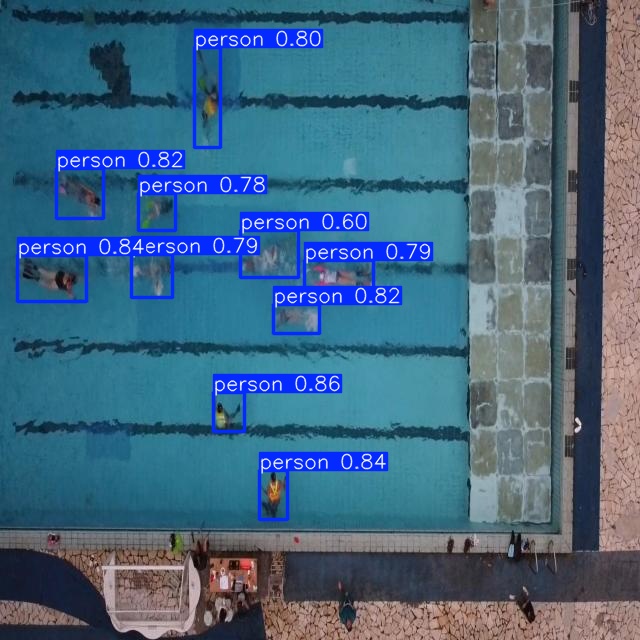 person 0.80
person 0.82
person 0.78
person 0.60
person 0.84
erson 0.79
person 0.79
person 0.82
person 0.86
person 0.84